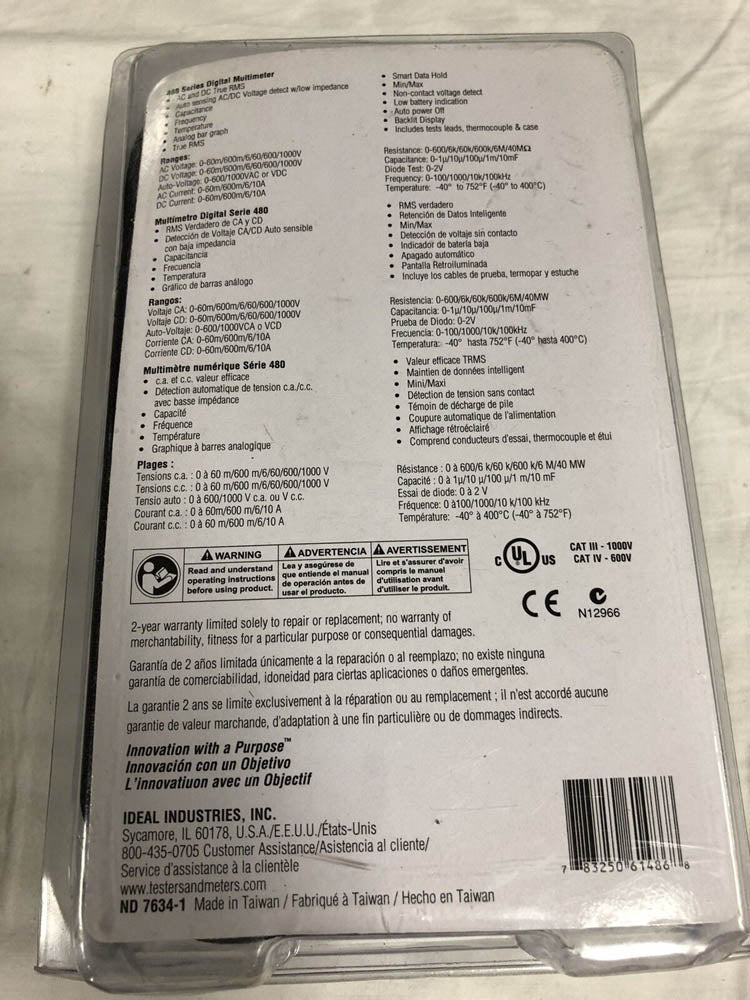 480 Series Digital Multimeter
• AC and DC True RMS
• Auto sensing AC/DC Voltage detect w/low impedance
• Capacitance
• Frequency
• Temperature
• Analog bar graph
• True RMS
Ranges:
AC Voltage: 0-60m/600m/6/60/600/1000V
DC Voltage: 0-60m/600m/6/60/600/1000V
Auto-Voltage: 0-600/1000VAC or VDC
AC Current: 0-60m/600m/6/10A
DC Current: 0-60m/600m/6/10A
• Smart Data Hold
• Min/Max
• Non-contact voltage detect
• Low battery indication
• Auto power Off
• Backlit Display
• Includes tests leads, thermocouple & case
Resistance: 0-600/6k/60k/600k/6M/40MΩ
Capacitance: 0-1µ/10µ/100µ/1m/10mF
Diode Test: 0-2V
Frequency: 0-100/1000/10k/100kHz
Temperature: -40° to 752°F (-40° to 400°C)
Multímetro Digital Serie 480
• RMS Verdadero de CA y CD
• Detección de Voltaje CA/CD Auto sensible
con baja impedancia
• Capacitancia
• Frecuencia
• Temperatura
• Gráfico de barras análogo
Rangos:
Voltaje CA: 0-60m/600m/6/60/600/1000V
Voltaje CD: 0-60m/600m/6/60/600/1000V
Auto-Voltaje: 0-600/1000VCA o VCD
Corriente CA: 0-60m/600m/6/10A
Corriente CD: 0-60m/600m/6/10A
• RMS verdadero
• Retención de Datos Inteligente
• Min/Max
• Detección de voltaje sin contacto
• Indicador de batería baja
• Apagado automático
• Pantalla Retroiluminada
• Incluye los cables de prueba, termopar y estuche
Resistencia: 0-600/6k/60k/600k/6M/40MW
Capacitancia: 0-1µ/10µ/100µ/1m/10mF
Prueba de Diodo: 0-2V
Frecuencia: 0-100/1000/10k/100kHz
Temperatura: -40° hasta 752°F (-40° hasta 400°C)
Multimètre numérique Série 480
• c.a. et c.c. valeur efficace
• Détection automatique de tension c.a./c.c.
avec basse impédance
• Capacité
• Fréquence
• Température
• Graphique à barres analogique
Plages :
Tensions c.a. : 0 à 60 m/600 m/6/60/600/1000 V
Tensions c.c. : 0 à 60 m/600 m/6/60/600/1000 V
Tensio auto : 0 à 600/1000 V c.a. ou V c.c.
Courant c.a. : 0 à 60m/600 m/6/10 A
Courant c.c. : 0 à 60 m/600 m/6/10 A
• Valeur efficace TRMS
• Maintien de données intelligent
• Mini/Maxi
• Détection de tension sans contact
• Témoin de décharge de pile
• Coupure automatique de l'alimentation
• Affichage rétroéclairé
• Comprend conducteurs d'essai, thermocouple et étui
Résistance : 0 à 600/6 k/60 k/600 k/6 M/40 MW
Capacité : 0 à 1µ/10 µ/100 µ/1 m/10 mF
Essai de diode: 0 à 2 V
Fréquence: 0 à100/1000/10 k/100 kHz
Température: -40° à 400°C (-40° à 752°F)
WARNING
Read and understand
operating instructions
before using product.
ADVERTENCIA
Lea y asegúrese de
que entiende el manual
de operación antes de
usar el producto.
AVERTISSEMENT
Lire et s'assurer d'avoir
compris le manuel
d'utilisation avant
d'utiliser le produit.
C UL US
CAT III - 1000V
CAT IV - 600V
CE
N12966
2-year warranty limited solely to repair or replacement; no warranty of
merchantability, fitness for a particular purpose or consequential damages.
Garantía de 2 años limitada únicamente a la reparación o al reemplazo; no existe ninguna
garantía de comerciabilidad, idoneidad para ciertas aplicaciones o daños emergentes.
La garantie 2 ans se limite exclusivement à la réparation ou au remplacement ; il n'est accordé aucune
garantie de valeur marchande, d'adaptation à une fin particulière ou de dommages indirects.
Innovation with a Purpose™
Innovación con un Objetivo
L'innovatiuon avec un Objectif
IDEAL INDUSTRIES, INC.
Sycamore, IL 60178, U.S.A./E.E.U.U./États-Unis
800-435-0705 Customer Assistance/Asistencia al cliente/
Service d'assistance à la clientèle
www.testersandmeters.com
ND 7634-1 Made in Taiwan / Fabriqué à Taiwan / Hecho en Taiwan
7 83250 61486 8